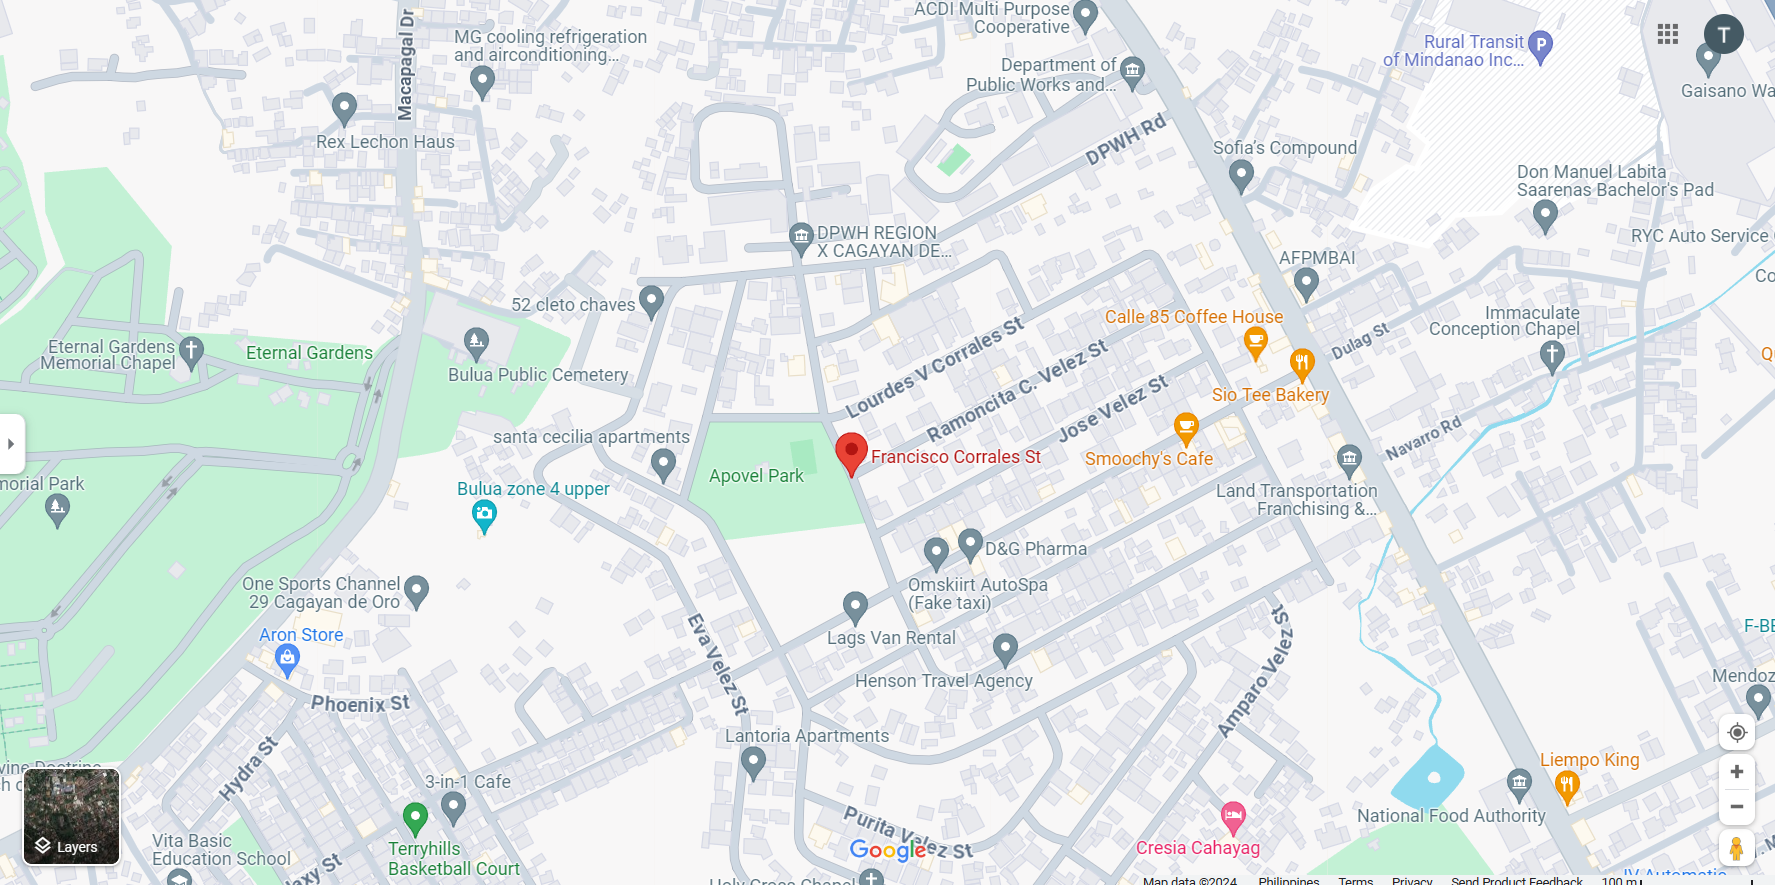 ACDI Multi Purpose
Cooperative
MG cooling refrigeration
and airconditioning...
Macapagal Dr
Rural Transit
of Mindanao Inc...
T
Department of
Public Works and...
Gaisano Wa
Rex Lechon Haus
DPWH Rd
Sofia's Compound
Don Manuel Labita
Saarenas Bachelor's Pad
DPWH REGION
X CAGAYAN DE...
RYC Auto Service
AFPMBAI
Co
52 cleto chaves
Calle 85 Coffee House
Immaculate
Conception Chapel
Eternal Gardens
Memorial Chapel
Eternal Gardens
Dulag St
Bulua Public Cemetery
Lourdes V Corrales St
Ramoncita C. Velez St
Jose Velez St
Sio Tee Bakery
santa cecilia apartments
Navarro Rd
Francisco Corrales St
Smoochy's Cafe
Apovel Park
morial Park
Bulua zone 4 upper
Land Transportation
Franchising &...
D&G Pharma
One Sports Channel
29 Cagayan de Oro
Omskiirt AutoSpa
(Fake taxi)
Aron Store
Lags Van Rental
F-BE
Eva Velez St
Amparo Velez St
Henson Travel Agency
Mendoz
Phoenix St
Lantoria Apartments
Hydra St
vine Doctrine
ch o
3-in-1 Cafe
Liempo King
National Food Authority
Purita Velez St
Vita Basic
Education School
Layers
Terryhills
Basketball Court
Google
Cresia Cahayag
laxy St
Holy Cross Chapel
JV Automatic
Map data ©2024 Philippines Terms Privacy Send Product Feedback 100 m